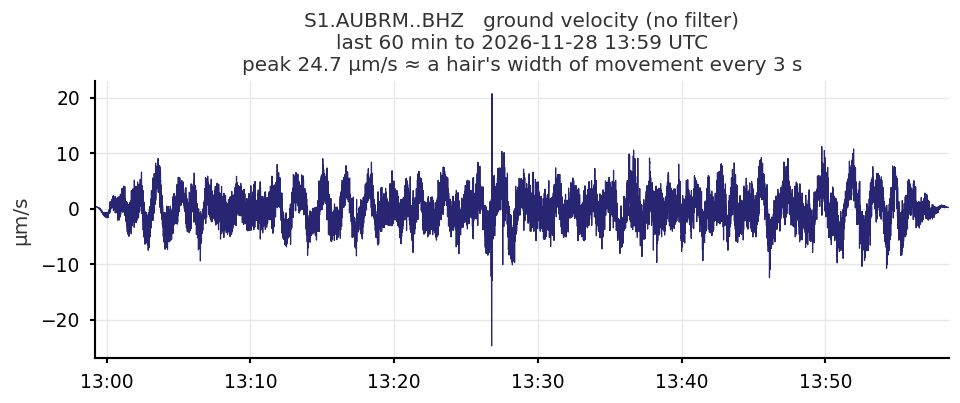 S1.AUBRM..BHZ   ground velocity (no filter)
last 60 min to 2026-11-28 13:59 UTC
peak 24.7 µm/s ≈ a hair's width of movement every 3 s
20
10
0
−10
−20
µm/s
13:00
13:10
13:20
13:30
13:40
13:50